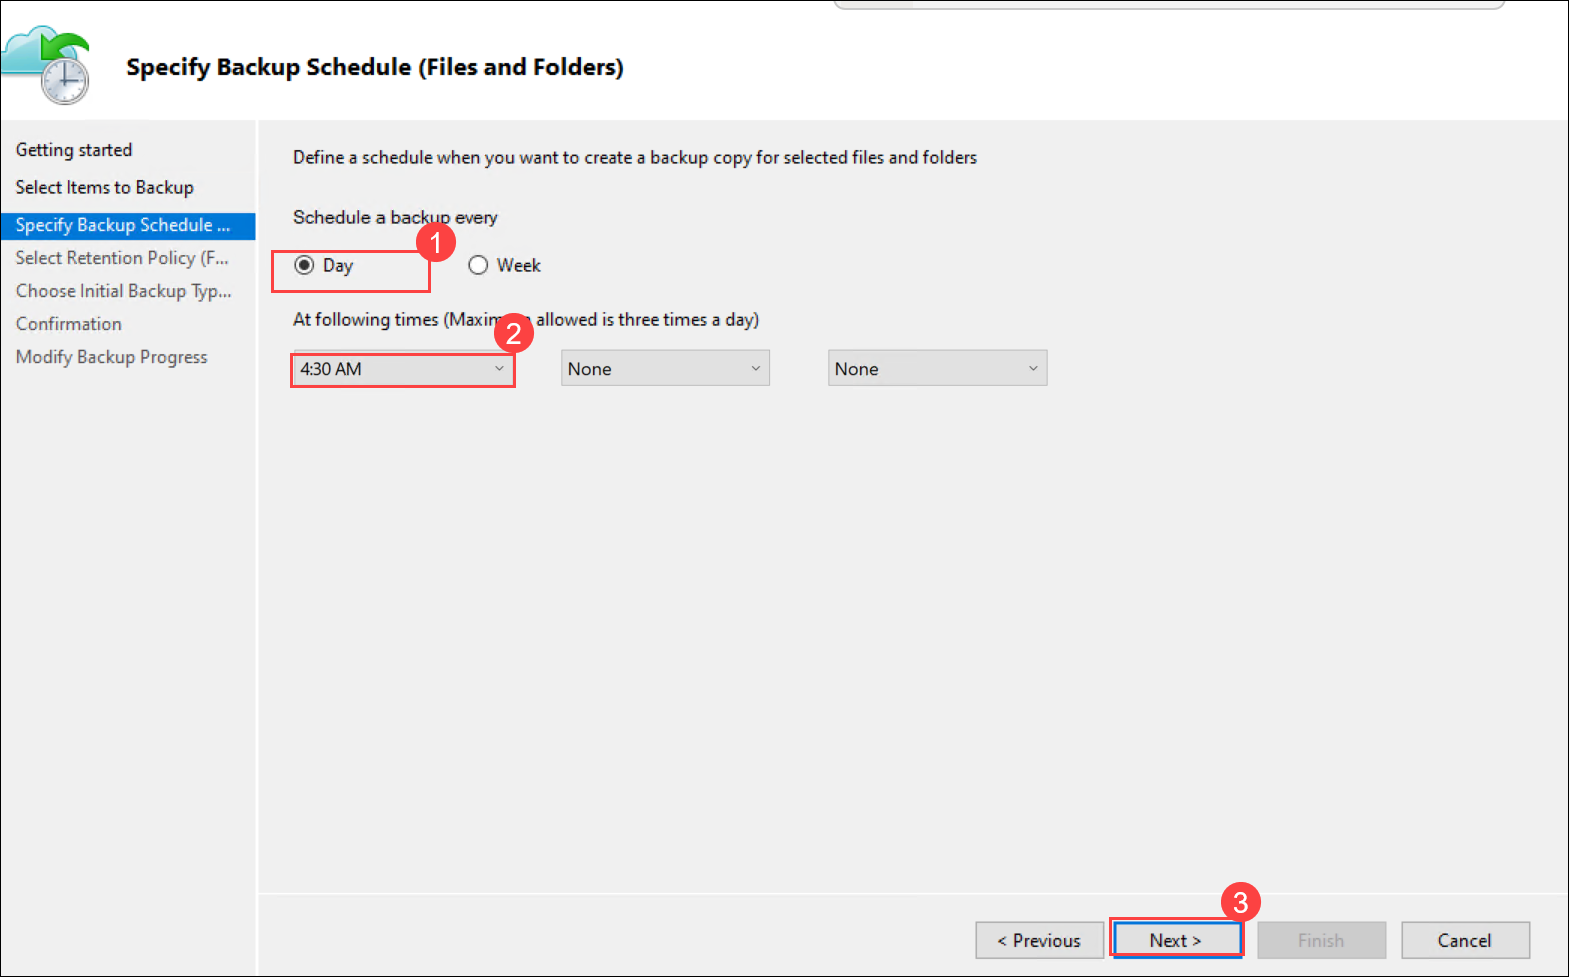 Specify Backup Schedule (Files and Folders)
Getting started
Select Items to Backup
Specify Backup Schedule ...
Select Retention Policy (F...
Choose Initial Backup Typ...
Confirmation
Modify Backup Progress
Define a schedule when you want to create a backup copy for selected files and folders
Schedule a backup every
1
Day Week
At following times (Maxim allowed is three times a day)
2
4:30 AM None None
3
< Previous Next > Finish Cancel